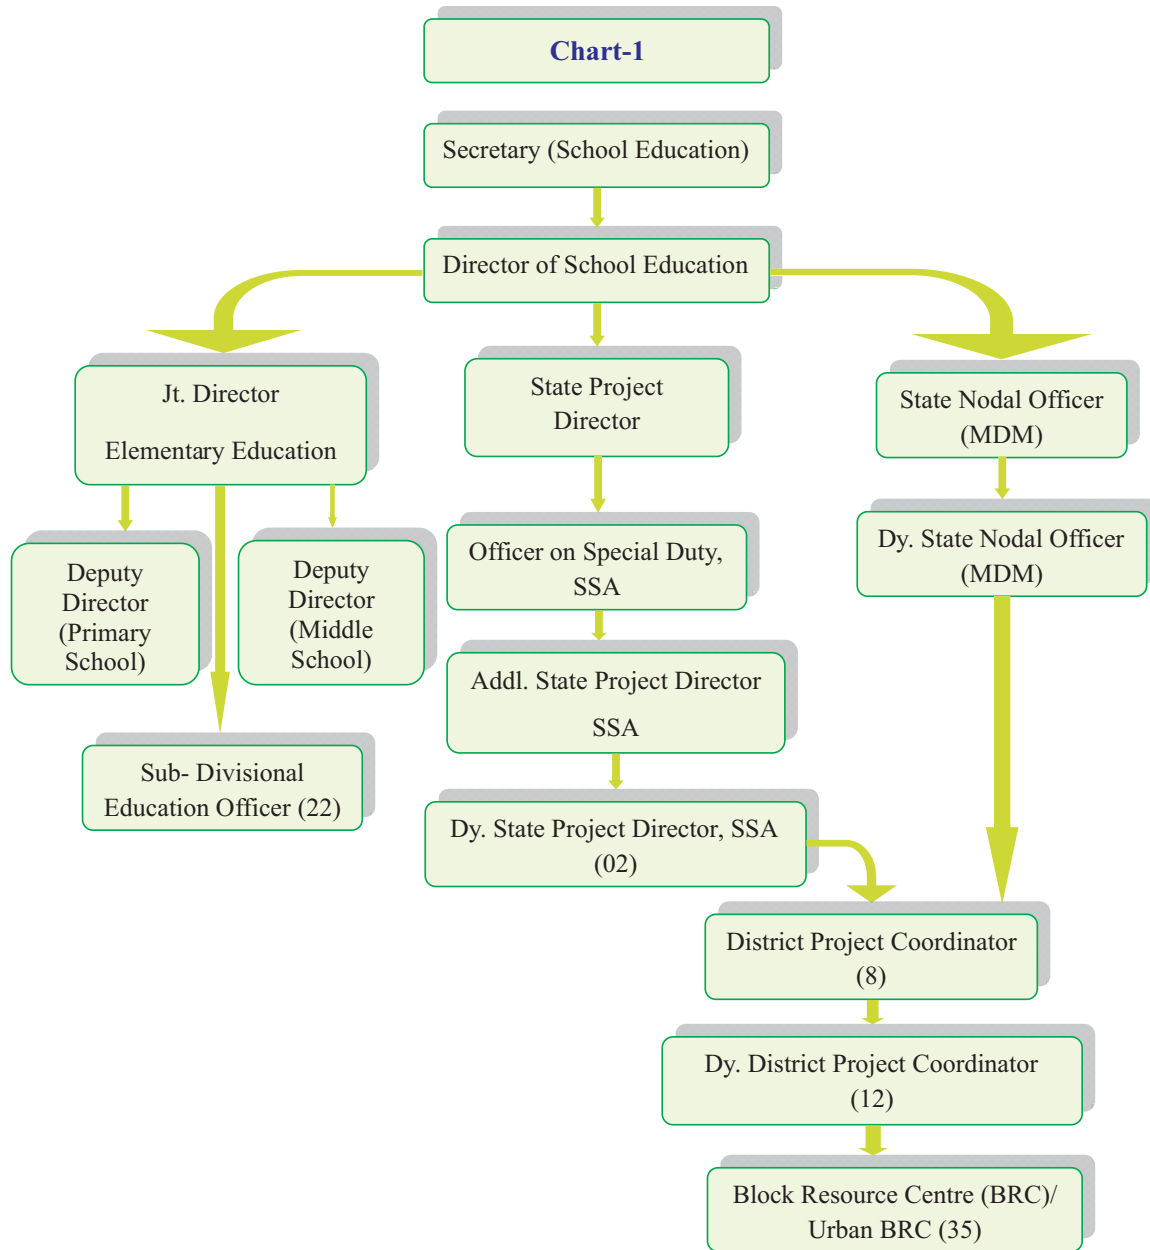 Chart-1
Secretary (School Education)
Director of School Education
Jt. Director
Elementary Education
State Project
Director
State Nodal Officer
(MDM)
Deputy
Director
(Primary
School)
Deputy
Director
(Middle
School)
Officer on Special Duty,
SSA
Dy. State Nodal Officer
(MDM)
Addl. State Project Director
SSA
Sub- Divisional
Education Officer (22)
Dy. State Project Director, SSA
(02)
District Project Coordinator
(8)
Dy. District Project Coordinator
(12)
Block Resource Centre (BRC)/
Urban BRC (35)